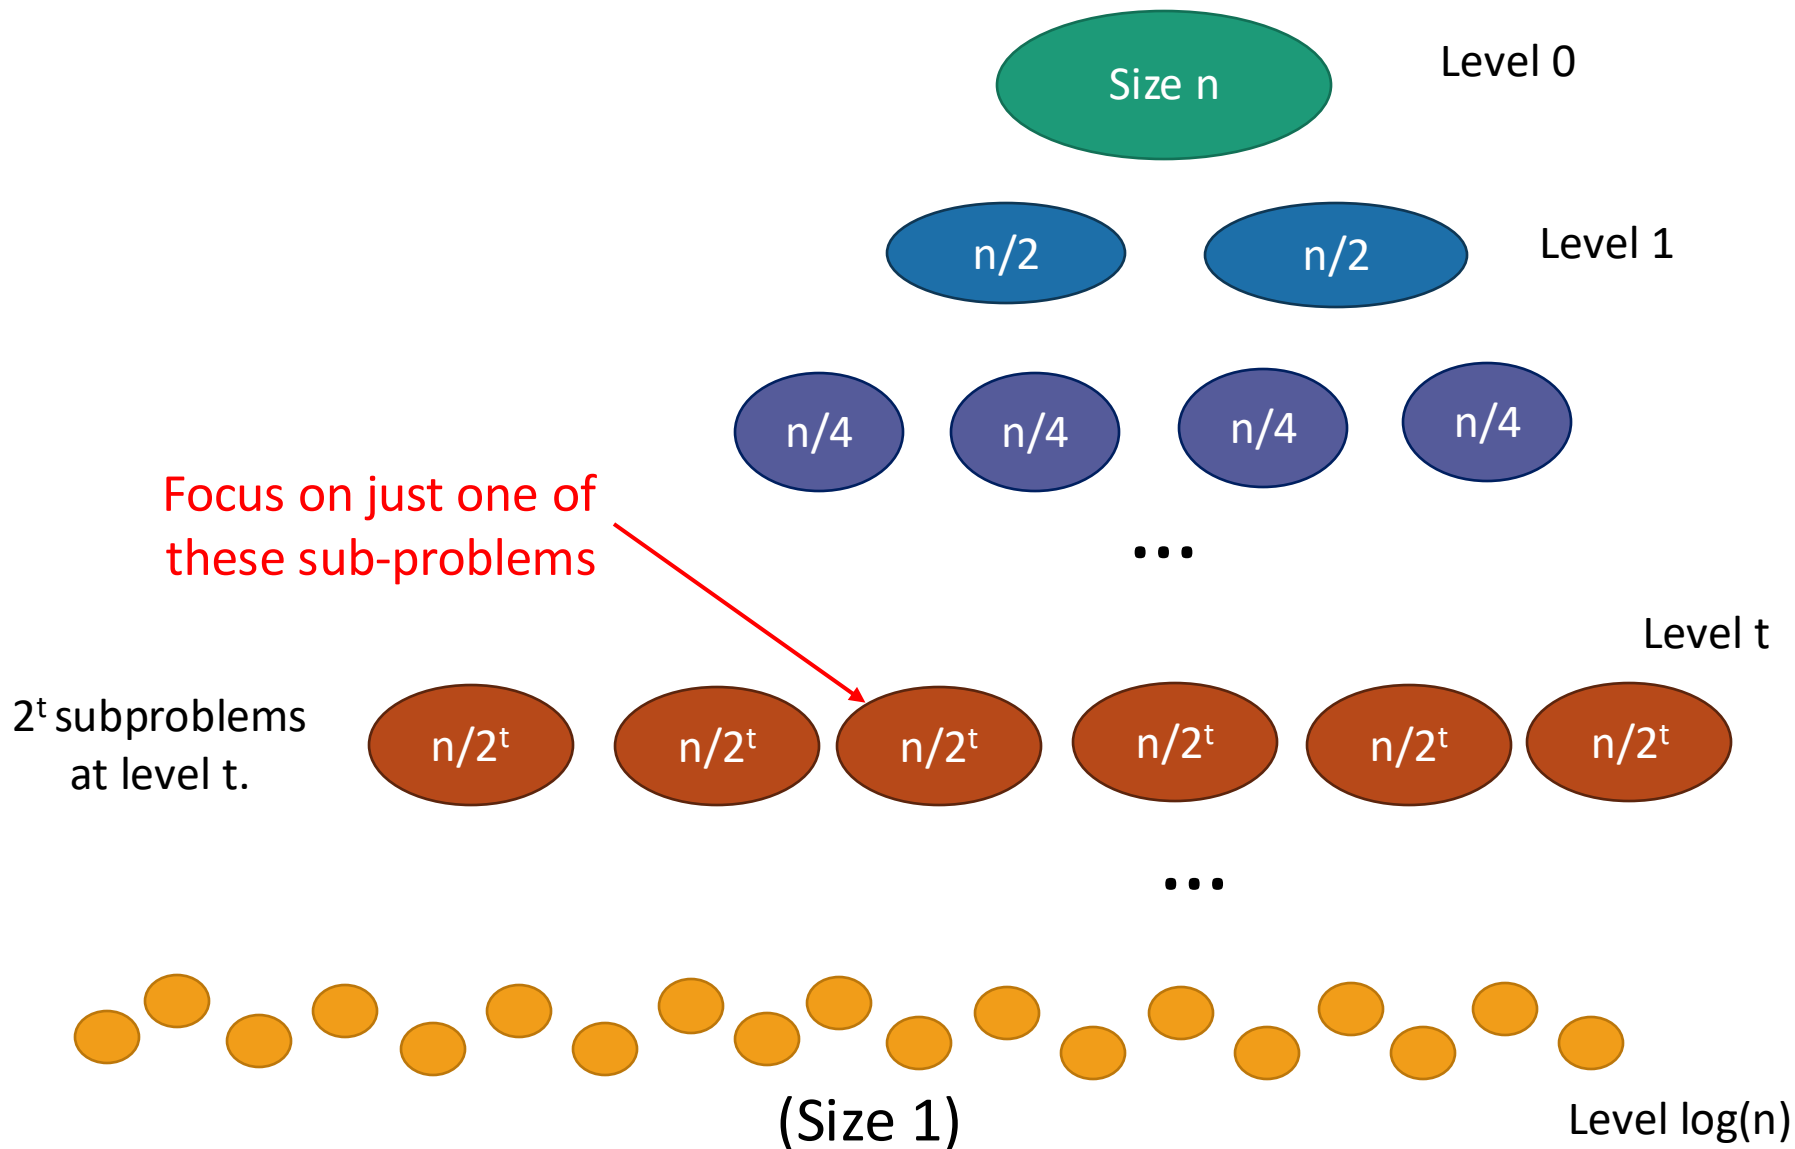 Size n
Level 0
n/2
n/2
Level 1
n/4
n/4
n/4
n/4
Focus on just one of
these sub-problems
...
Level t
2ᵗ subproblems
at level t.
n/2ᵗ
n/2ᵗ
n/2ᵗ
n/2ᵗ
n/2ᵗ
n/2ᵗ
...
(Size 1)
Level log(n)